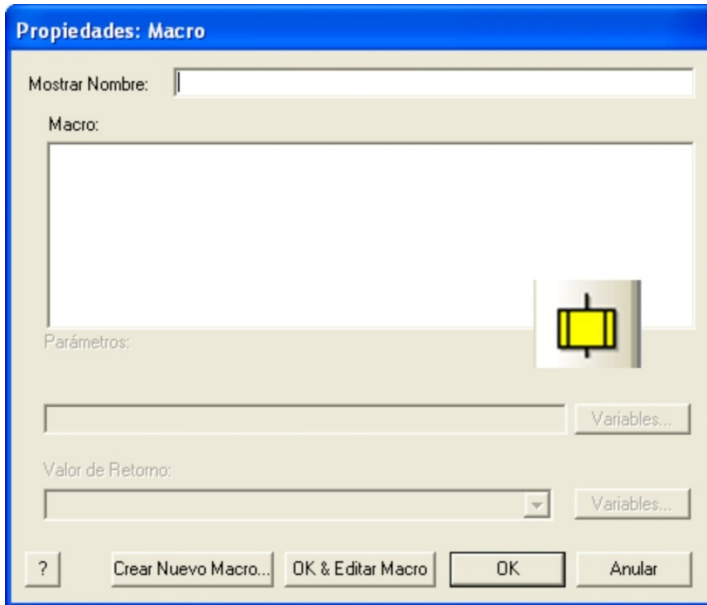 Propiedades: Macro
Mostrar Nombre:
Macro:
Parámetros:
Variables...
Valor de Retorno:
Variables...
?
Crear Nuevo Macro...
OK & Editar Macro
OK
Anular